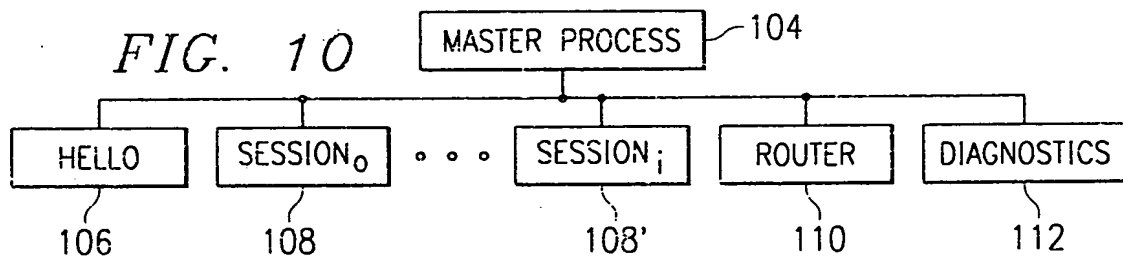 FIG. 10
MASTER PROCESS
104
HELLO
SESSION₀
SESSIONᵢ
ROUTER
DIAGNOSTICS
106
108
108'
110
112